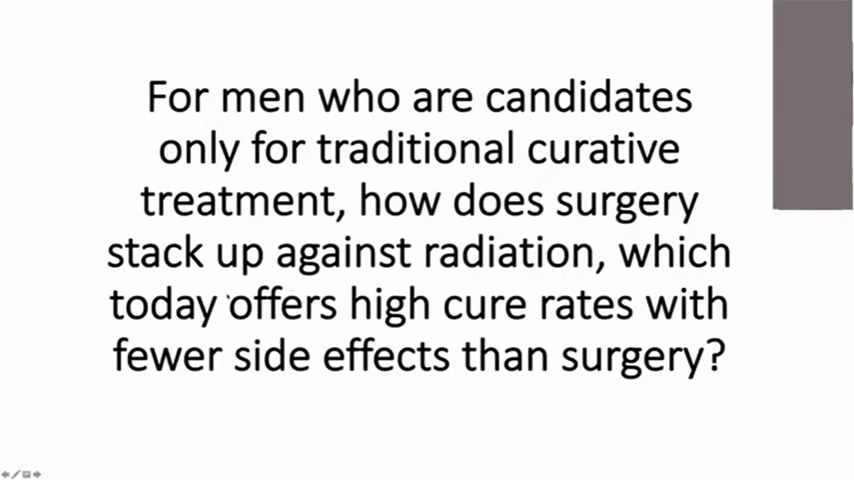 For men who are candidates
only for traditional curative
treatment, how does surgery
stack up against radiation, which
today offers high cure rates with
fewer side effects than surgery?